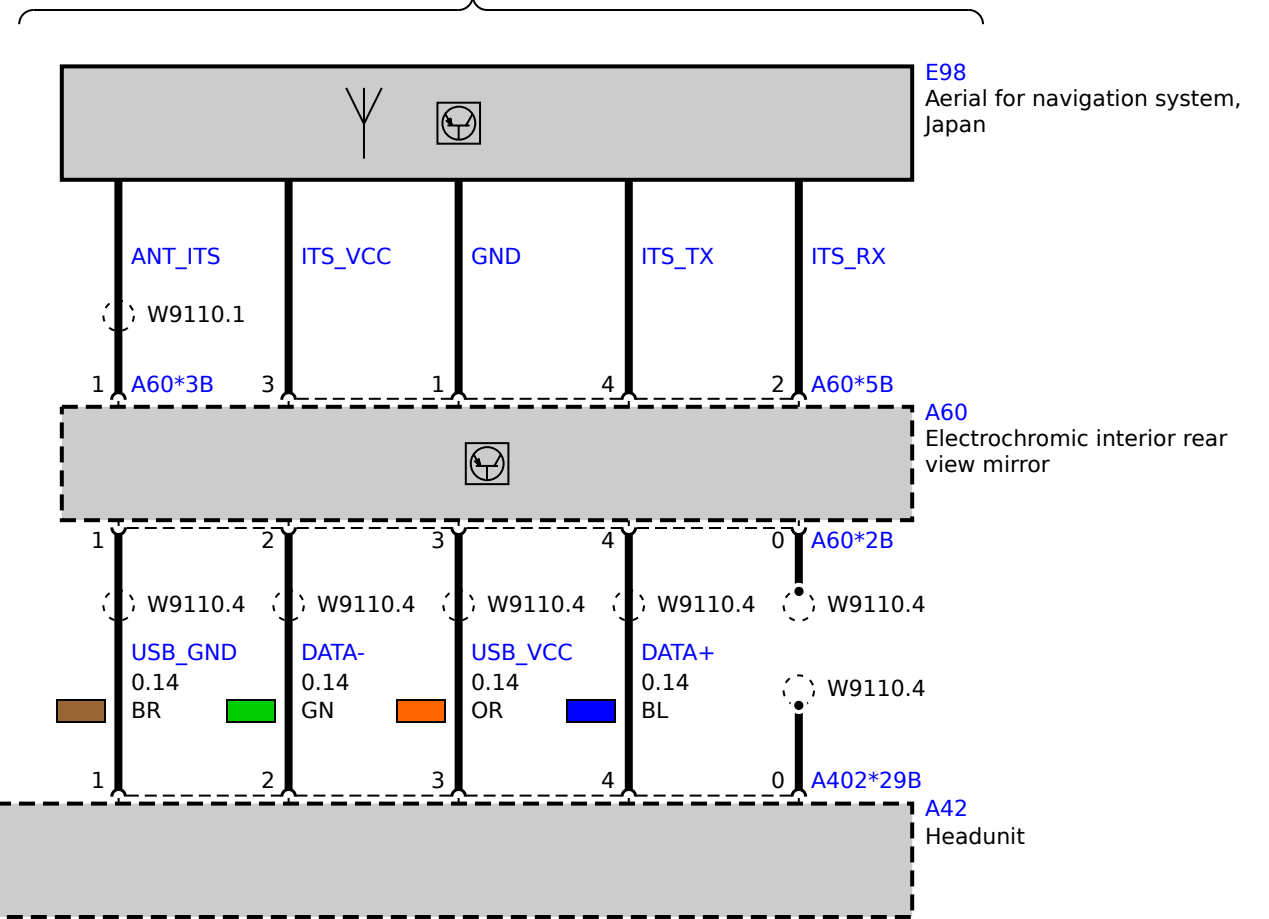 E98
Aerial for navigation system,
Japan
ANT_ITS ITS_VCC GND ITS_TX ITS_RX
W9110.1
1 A60*3B 3 1 4 2 A60*5B
A60
Electrochromic interior rear
view mirror
1 2 3 4 0 A60*2B
W9110.4 W9110.4 W9110.4 W9110.4 W9110.4
USB_GND DATA- USB_VCC DATA+
0.14 0.14 0.14 0.14 W9110.4
BR GN OR BL
1 2 3 4 0 A402*29B
A42
Headunit